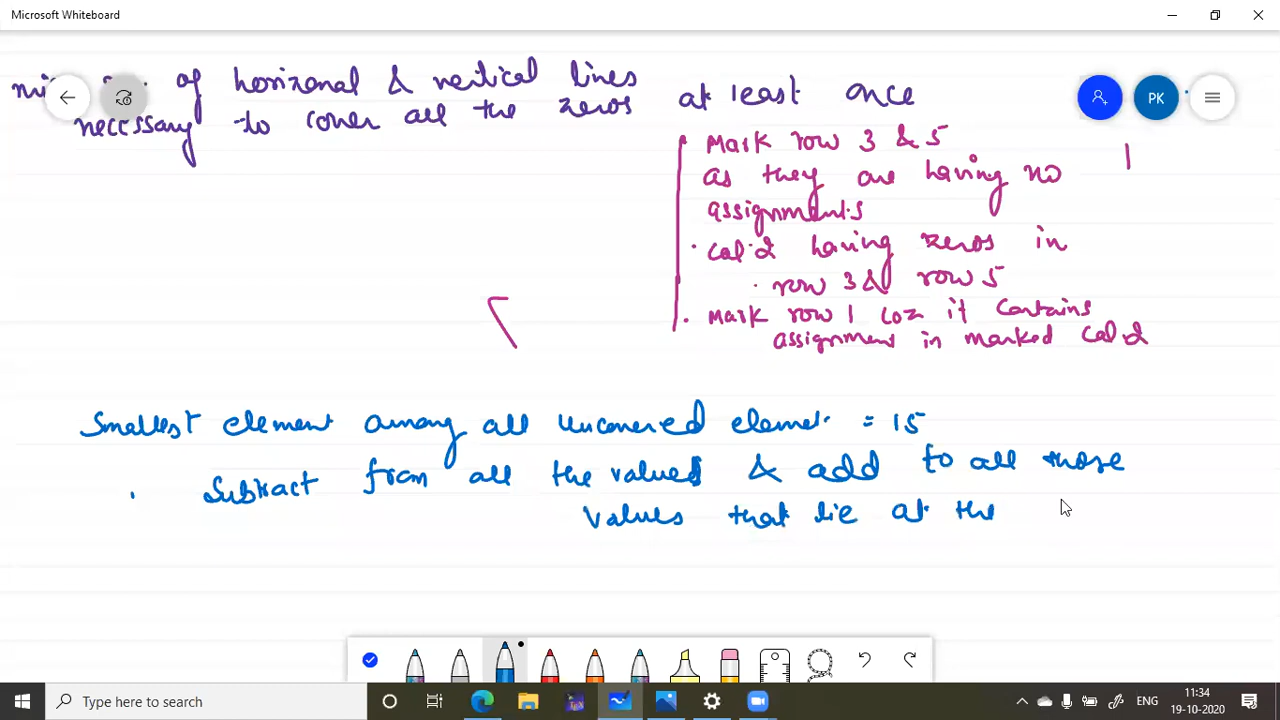 Microsoft Whiteboard
of horizonal & vertical lines
necessary to cover all the zeros at least once
PK
Mark row 3 & 5
as they are having no
assignments
. Col 2 having zeros in
. row 3 & row 5
. Mark row 1 coz it contains
assignment in marked Col 2
Smallest element among all uncovered elemet = 15
. Subtract from all the values & add to all those
values that lie at the
Type here to search
ENG
11:34
19-10-2020